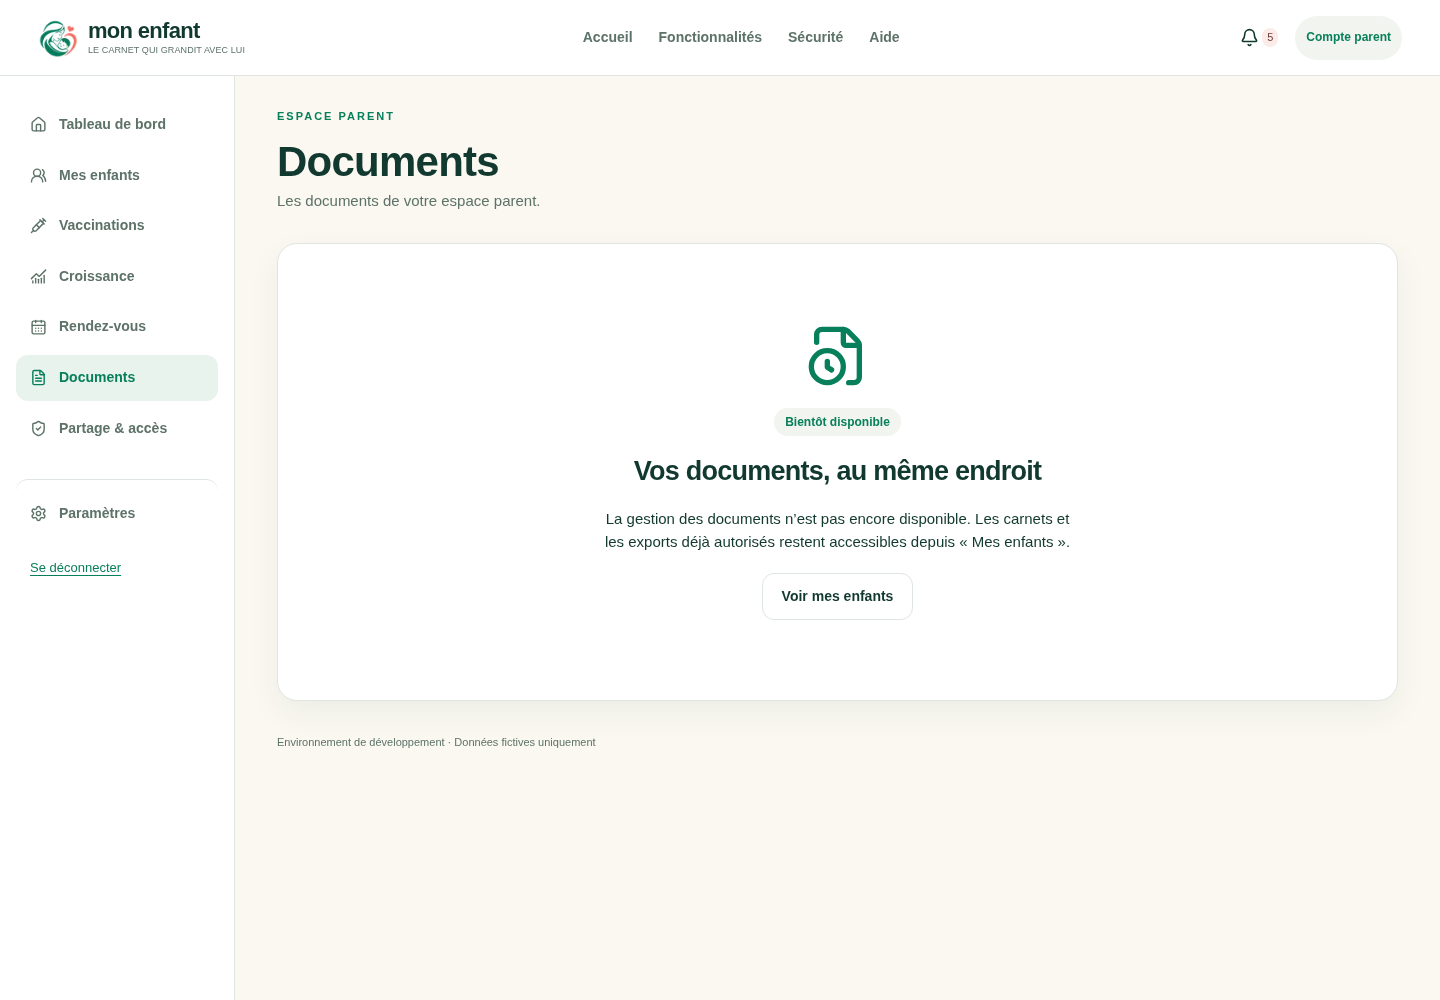 mon enfant
LE CARNET QUI GRANDIT AVEC LUI
Accueil
Fonctionnalités
Sécurité
Aide
5
Compte parent
Tableau de bord
Mes enfants
Vaccinations
Croissance
Rendez-vous
Documents
Partage & accès
Paramètres
Se déconnecter
ESPACE PARENT
Documents
Les documents de votre espace parent.
Bientôt disponible
Vos documents, au même endroit
La gestion des documents n’est pas encore disponible. Les carnets et
les exports déjà autorisés restent accessibles depuis « Mes enfants ».
Voir mes enfants
Environnement de développement · Données fictives uniquement